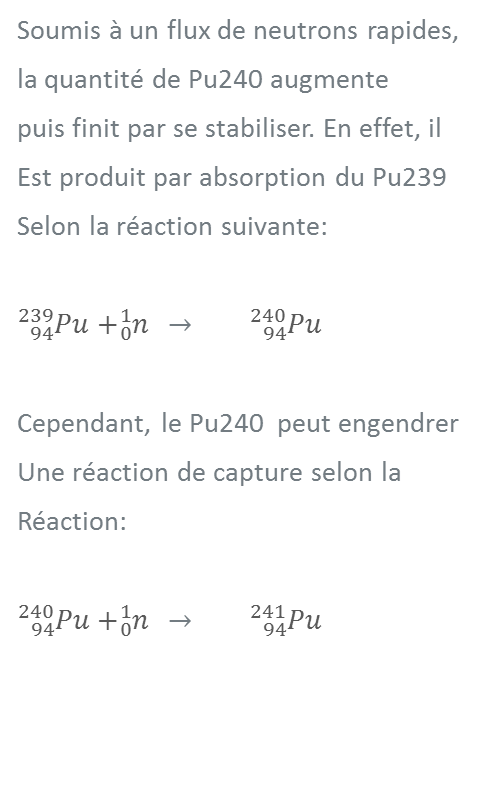 Soumis à un flux de neutrons rapides,
la quantité de Pu240 augmente
puis finit par se stabiliser. En effet, il
Est produit par absorption du Pu239
Selon la réaction suivante:
²³⁹₉₄Pu + ¹₀n → ²⁴⁰₉₄Pu
Cependant, le Pu240 peut engendrer
Une réaction de capture selon la
Réaction:
²⁴⁰₉₄Pu + ¹₀n → ²⁴¹₉₄Pu